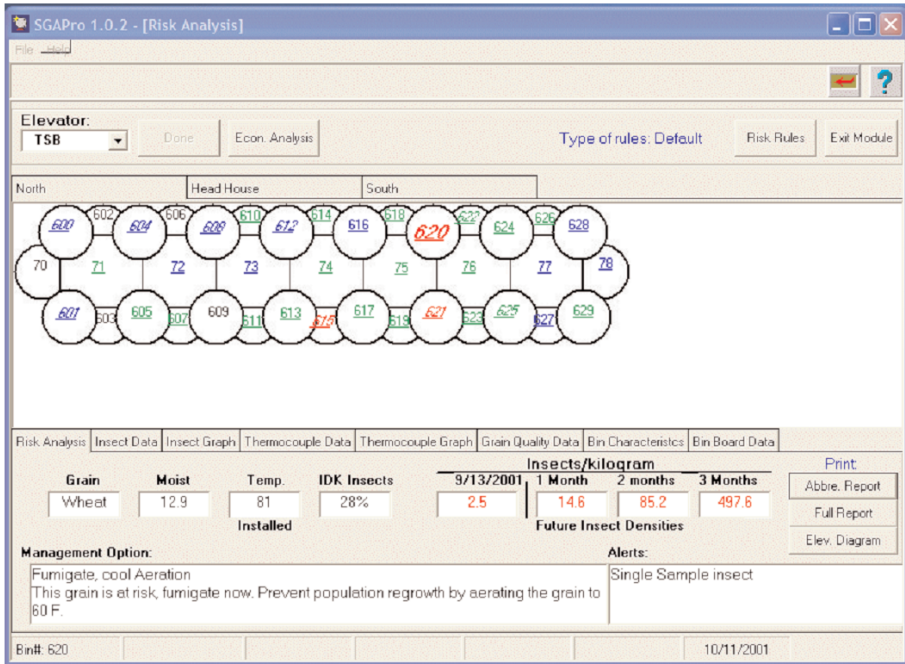 SGAPro 1.0.2 - [Risk Analysis]
File Help
?
Elevator:
TSB Done Econ. Analysis Type of rules: Default Risk Rules Exit Module
North Head House South
600 602 604 606 608 610 612 614 616 618 620 622 624 626 628
70 71 72 73 74 75 76 77 78
601 603 605 607 609 611 613 615 617 619 621 623 625 627 629
Risk Analysis Insect Data Insect Graph Thermocouple Data Thermocouple Graph Grain Quality Data Bin Characteristcs Bin Board Data
Insects/kilogram Print:
Grain Moist Temp. IDK Insects 9/13/2001 1 Month 2 months 3 Months Abbre. Report
Wheat 12.9 81 28% 2.5 14.6 85.2 497.6 Full Report
Installed Future Insect Densities
Elev. Diagram
Management Option: Alerts:
Fumigate, cool Aeration Single Sample insect
This grain is at risk, fumigate now. Prevent population regrowth by aerating the grain to
60 F.
Bin#: 620 10/11/2001